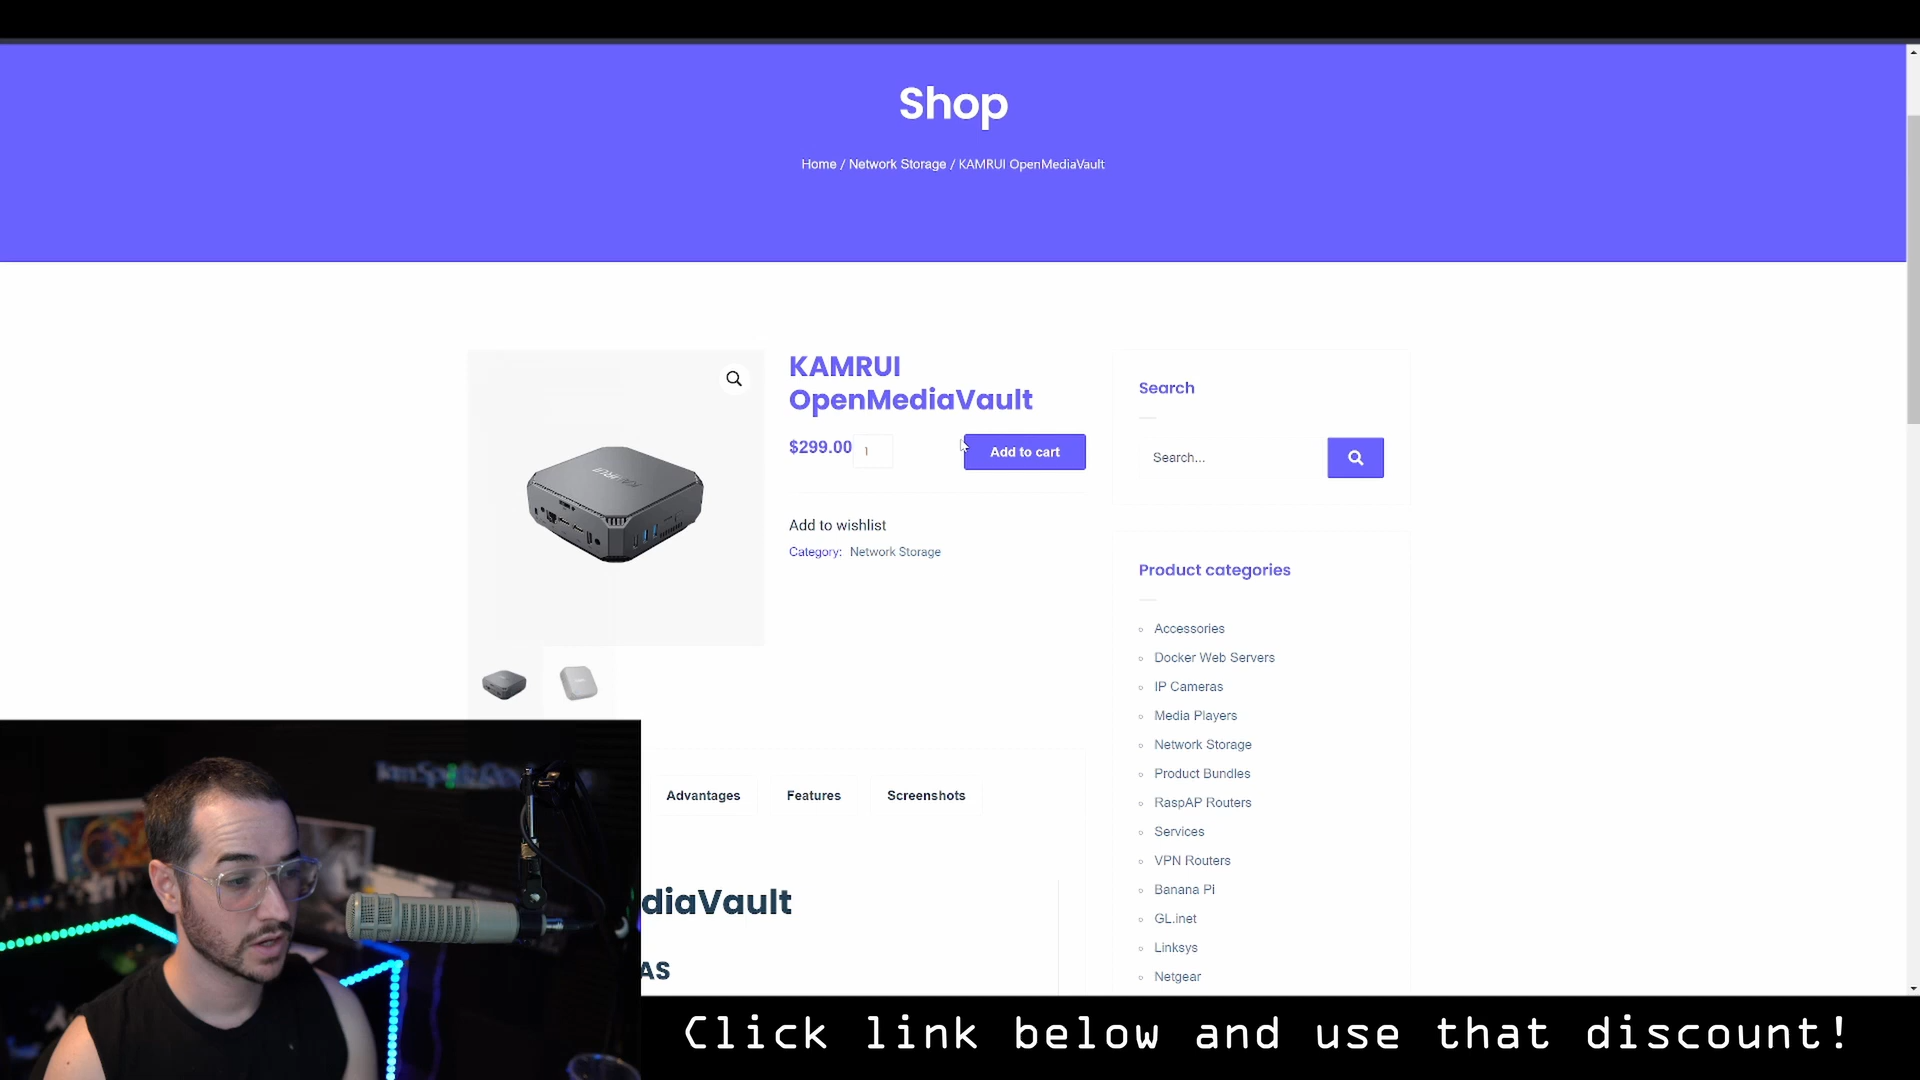 Shop
Home / Network Storage / KAMRUI OpenMediaVault
KAMRUI
OpenMediaVault
$299.00
1
Add to cart
Add to wishlist
Category: Network Storage
Search
Search...
Product categories
Accessories
Docker Web Servers
IP Cameras
Media Players
Network Storage
Product Bundles
RaspAP Routers
Services
VPN Routers
Banana Pi
GL.inet
Linksys
Netgear
KAMRUI
Advantages
Features
Screenshots
diaVault
AS
Click link below and use that discount!